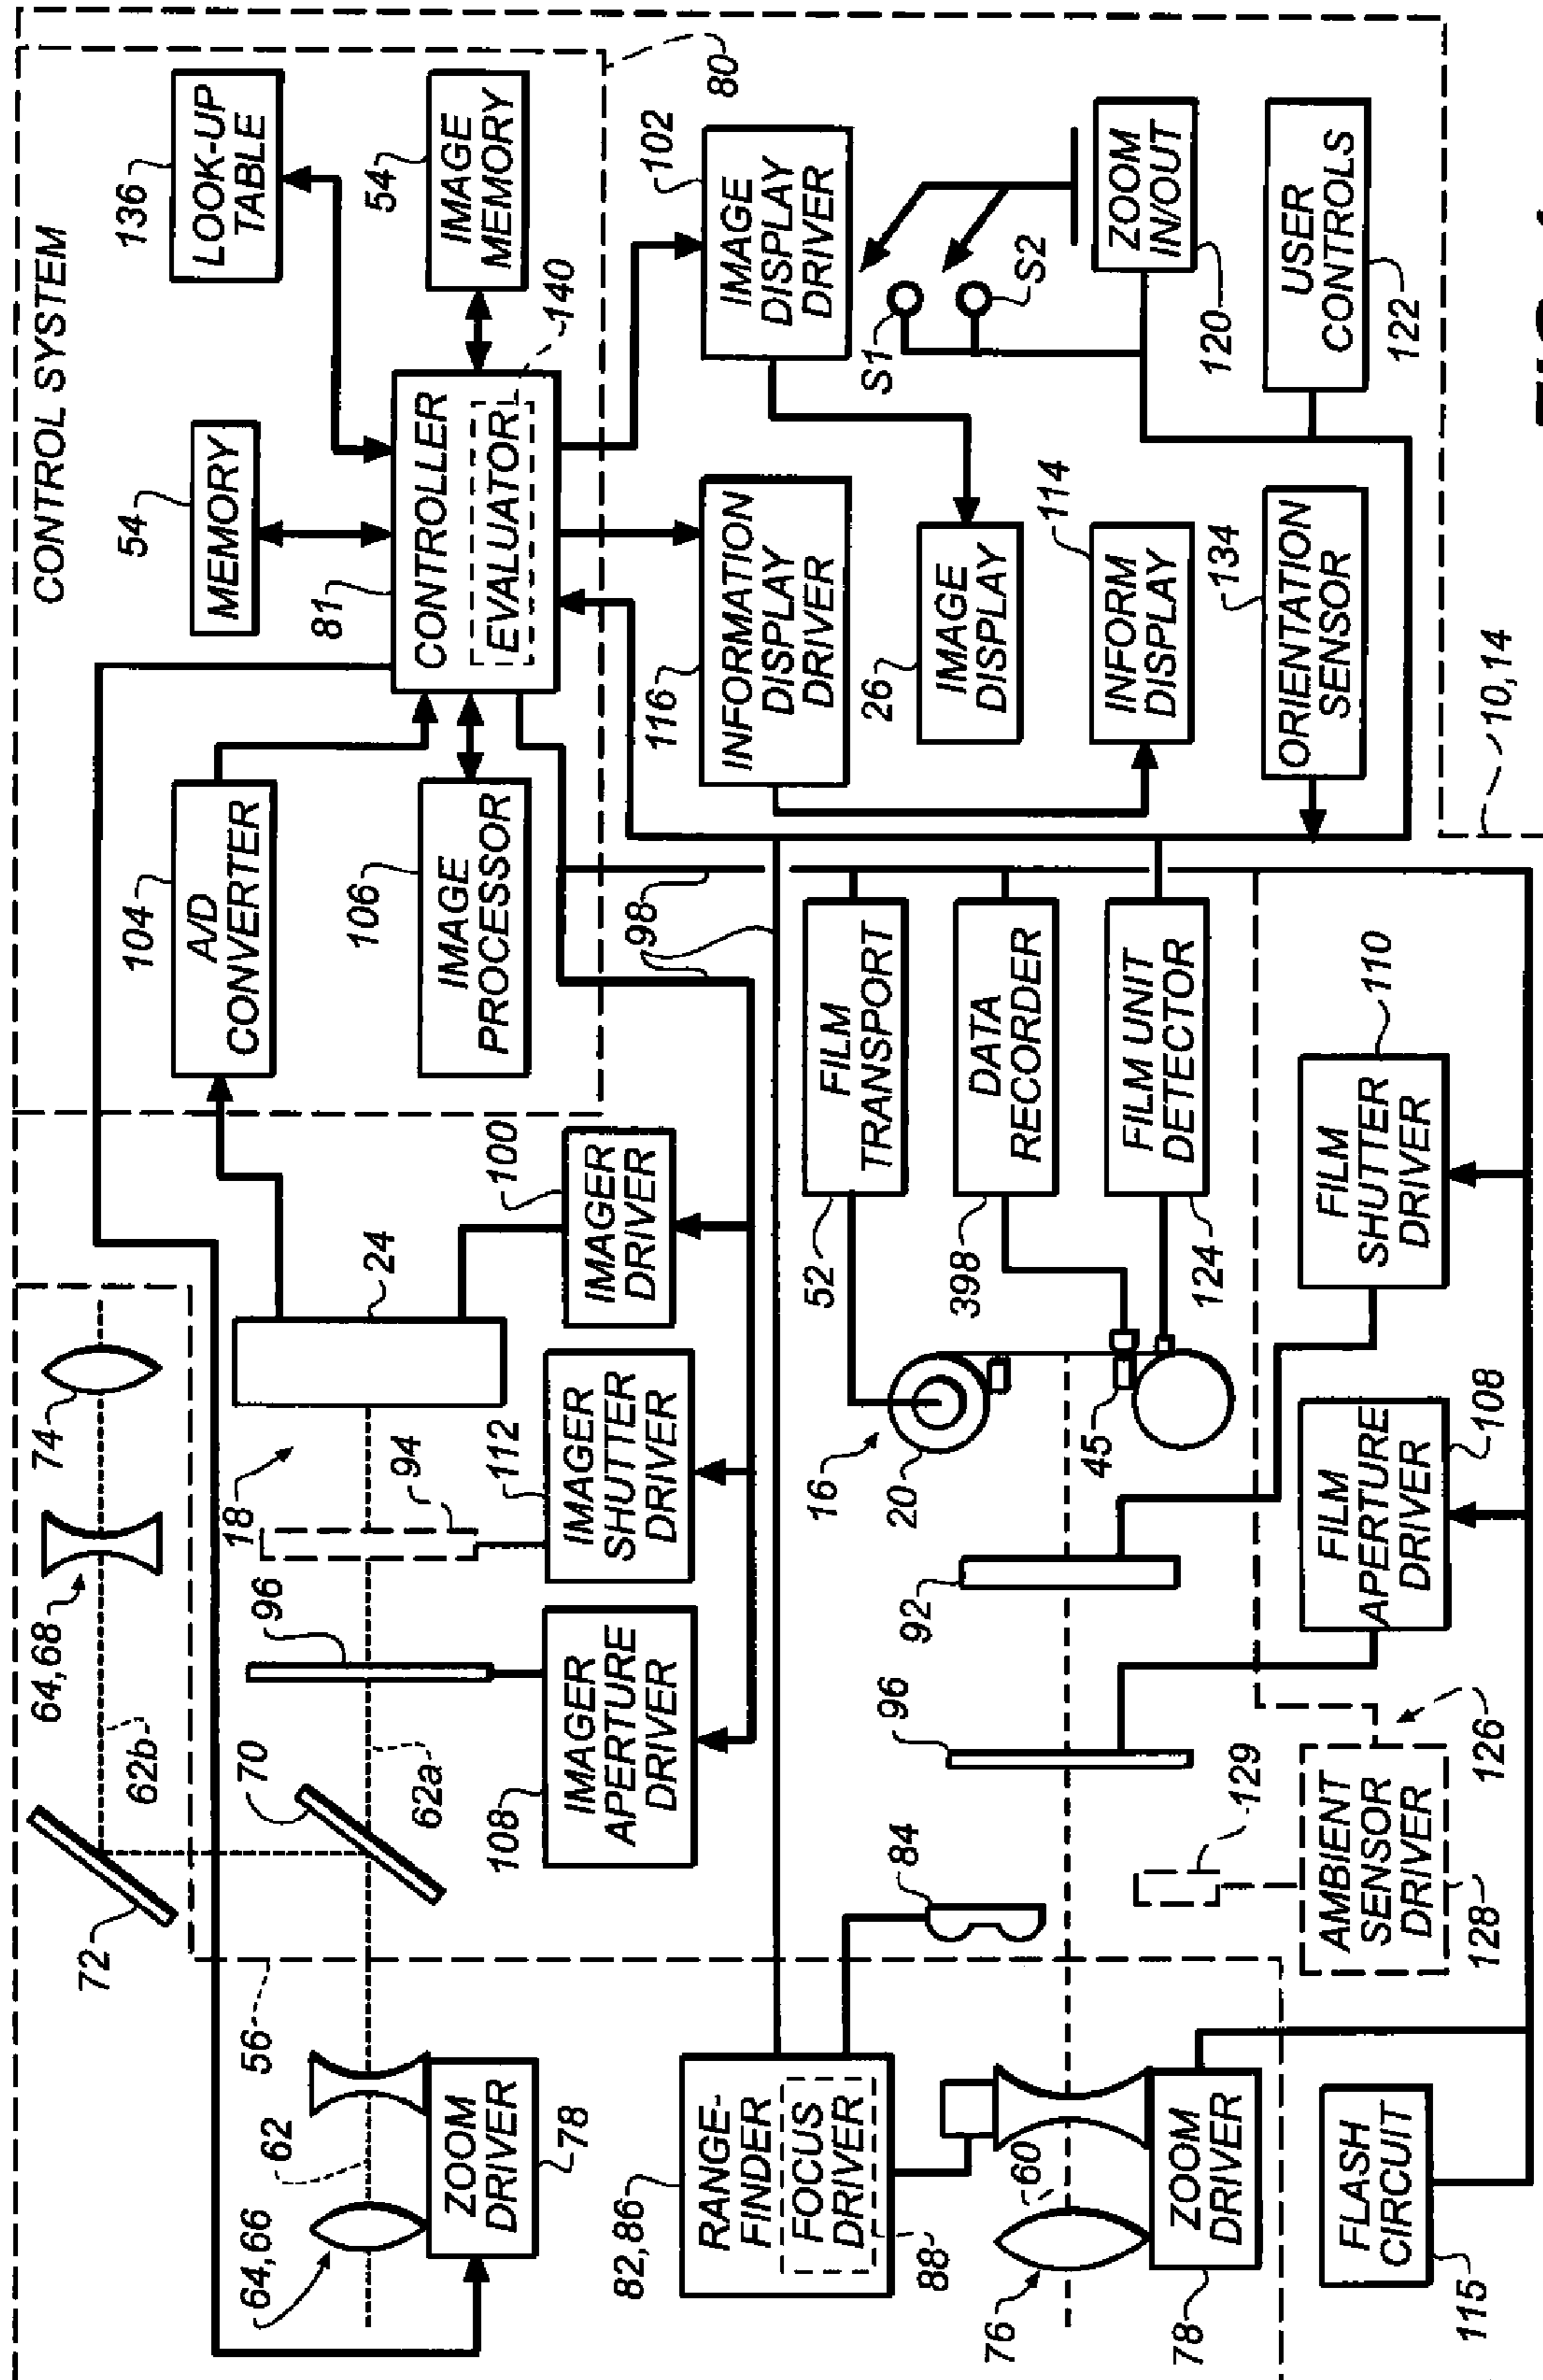 CONTROL SYSTEM
136
LOOK-UP
TABLE
54
MEMORY
54
IMAGE
MEMORY
80
81
CONTROLLER
EVALUATOR
140
104
A/D
CONVERTER
106
IMAGE
PROCESSOR
98
116
INFORMATION
DISPLAY
DRIVER
102
IMAGE
DISPLAY
DRIVER
26
IMAGE
DISPLAY
114
INFORM
DISPLAY
S1
S2
ZOOM
IN/OUT
120
USER
CONTROLS
122
134
ORIENTATION
SENSOR
10,14
74
64,68
62b
72
70
62a
96
18
94
24
100
IMAGER
DRIVER
112
IMAGER
SHUTTER
DRIVER
108
IMAGER
APERTURE
DRIVER
56
62
64,66
ZOOM
DRIVER
78
52
FILM
TRANSPORT
398
DATA
RECORDER
124
FILM UNIT
DETECTOR
16
20
45
92
96
84
110
FILM
SHUTTER
DRIVER
108
FILM
APERTURE
DRIVER
126
129
128
AMBIENT
SENSOR
DRIVER
82,86
RANGE-
FINDER
FOCUS
DRIVER
88
60
76
ZOOM
DRIVER
78
115
FLASH
CIRCUIT